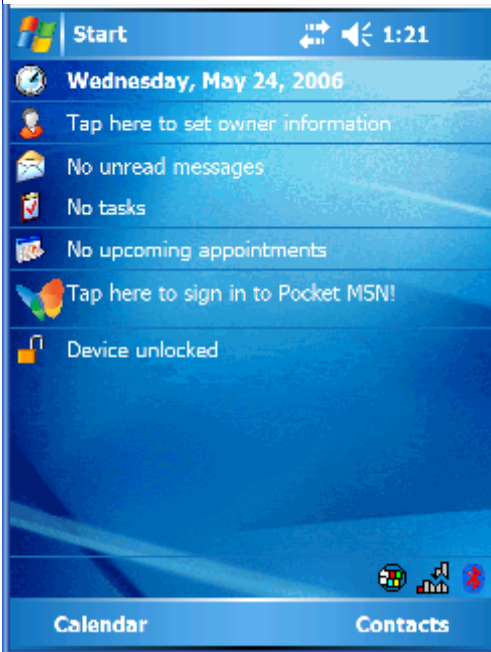 Start 1:21
Wednesday, May 24, 2006
Tap here to set owner information
No unread messages
No tasks
No upcoming appointments
Tap here to sign in to Pocket MSN!
Device unlocked
Calendar Contacts